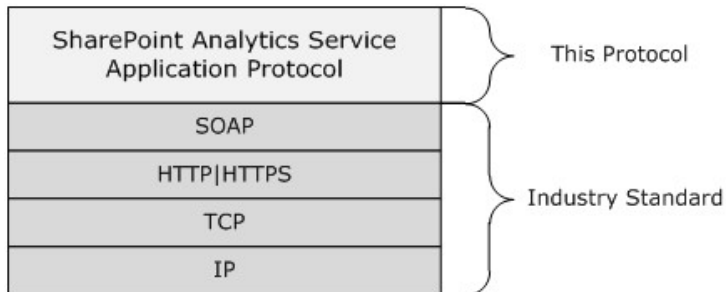 SharePoint Analytics Service
Application Protocol
This Protocol
SOAP
HTTP|HTTPS
TCP
IP
Industry Standard